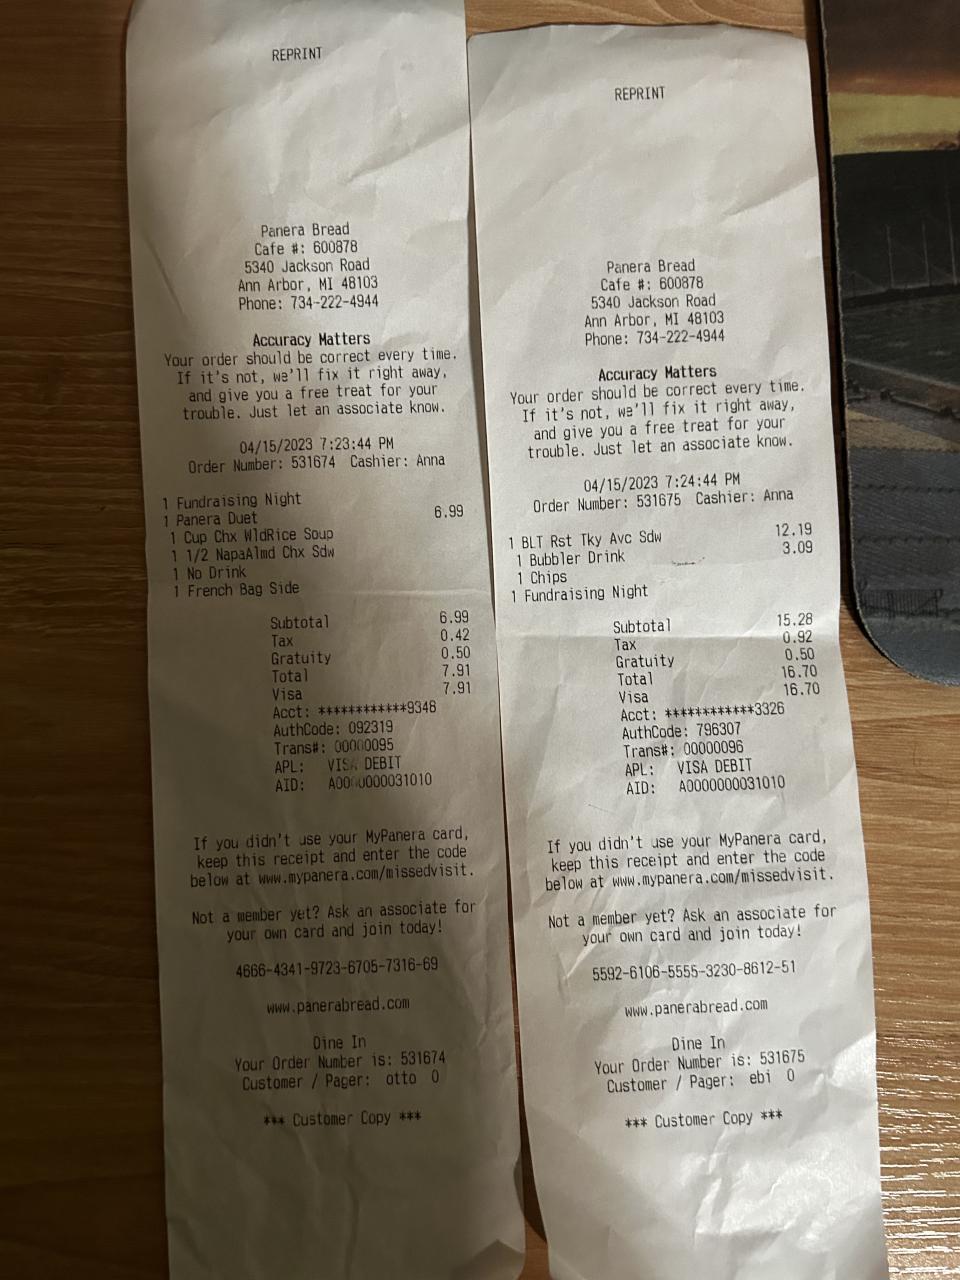 REPRINT
Panera Bread
Cafe #: 600878
5340 Jackson Road
Ann Arbor, MI 48103
Phone: 734-222-4944
Accuracy Matters
Your order should be correct every time.
If it's not, we'll fix it right away,
and give you a free treat for your
trouble. Just let an associate know.
04/15/2023 7:23:44 PM
Order Number: 531674 Cashier: Anna
1 Fundraising Night
1 Panera Duet 6.99
1 Cup Chx WldRice Soup
1 1/2 NapaAlmd Chx Sdw
1 No Drink
1 French Bag Side
Subtotal 6.99
Tax 0.42
Gratuity 0.50
Total 7.91
Visa 7.91
Acct: ************9346
AuthCode: 092319
Trans#: 00000095
APL: VISA DEBIT
AID: A0000000031010
If you didn't use your MyPanera card,
keep this receipt and enter the code
below at www.mypanera.com/missedvisit.
Not a member yet? Ask an associate for
your own card and join today!
4666-4341-9723-6705-7316-69
www.panerabread.com
Dine In
Your Order Number is: 531674
Customer / Pager: otto 0
*** Customer Copy ***
REPRINT
Panera Bread
Cafe #: 600878
5340 Jackson Road
Ann Arbor, MI 48103
Phone: 734-222-4944
Accuracy Matters
Your order should be correct every time.
If it's not, we'll fix it right away,
and give you a free treat for your
trouble. Just let an associate know.
04/15/2023 7:24:44 PM
Order Number: 531675 Cashier: Anna
1 BLT Rst Tky Avc Sdw 12.19
1 Bubbler Drink 3.09
1 Chips
1 Fundraising Night
Subtotal 15.28
Tax 0.92
Gratuity 0.50
Total 16.70
Visa 16.70
Acct: ************3326
AuthCode: 796307
Trans#: 00000096
APL: VISA DEBIT
AID: A0000000031010
If you didn't use your MyPanera card,
keep this receipt and enter the code
below at www.mypanera.com/missedvisit.
Not a member yet? Ask an associate for
your own card and join today!
5592-6106-5555-3230-8612-51
www.panerabread.com
Dine In
Your Order Number is: 531675
Customer / Pager: ebi 0
*** Customer Copy ***